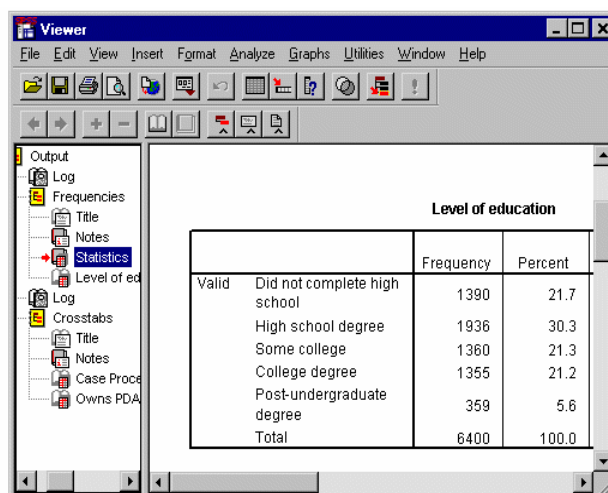 Viewer
File Edit View Insert Format Analyze Graphs Utilities Window Help
Output
Log
Frequencies
Title
Notes
Statistics
Level of ed
Log
Crosstabs
Title
Notes
Case Proce
Owns PDA
Level of education
Frequency Percent
Valid Did not complete high school 1390 21.7
High school degree 1936 30.3
Some college 1360 21.3
College degree 1355 21.2
Post-undergraduate degree 359 5.6
Total 6400 100.0